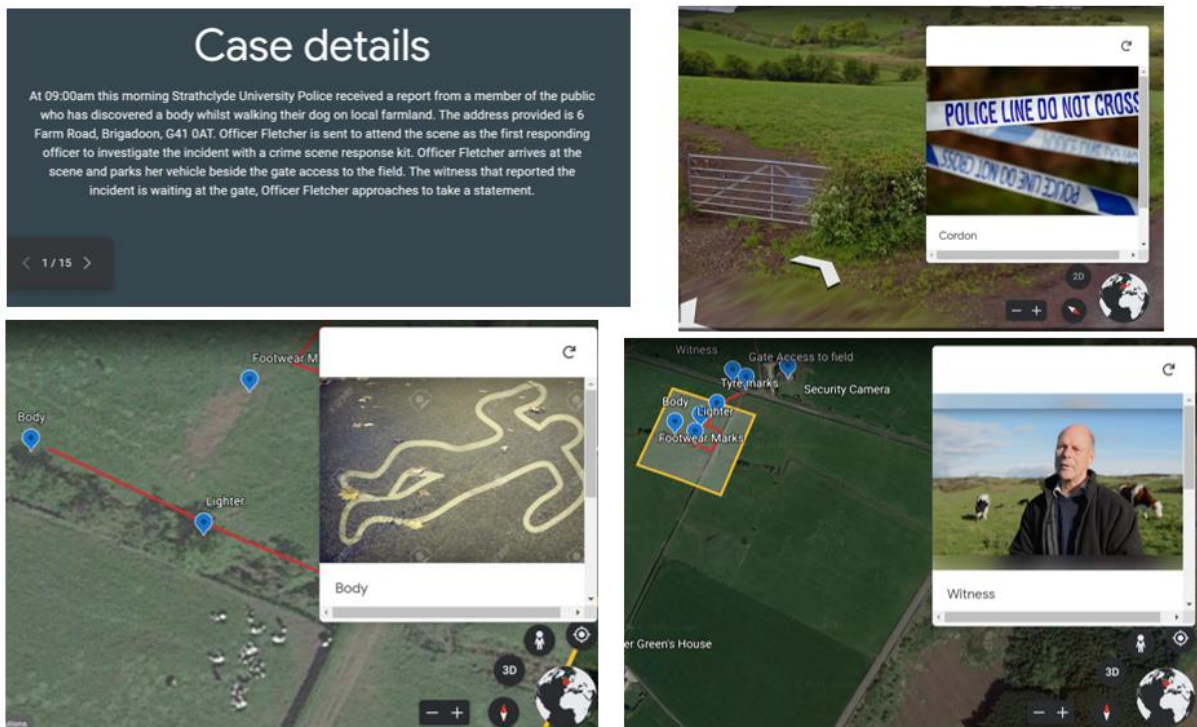 Case details
At 09:00am this morning Strathclyde University Police received a report from a member of the public
who has discovered a body whilst walking their dog on local farmland. The address provided is 6
Farm Road, Brigadoon, G41 0AT. Officer Fletcher is sent to attend the scene as the first responding
officer to investigate the incident with a crime scene response kit. Officer Fletcher arrives at the
scene and parks her vehicle beside the gate access to the field. The witness that reported the
incident is waiting at the gate, Officer Fletcher approaches to take a statement.
1 / 15
POLICE LINE DO NOT CROSS
POLICE LINE DO NOT CROSS
Cordon
2D
Footwear M
Body
Lighter
Body
3D
Witness
Gate Access to field
Tyre marks
Security Camera
Body
Lighter
Footwear Marks
Witness
er Green's House
3D